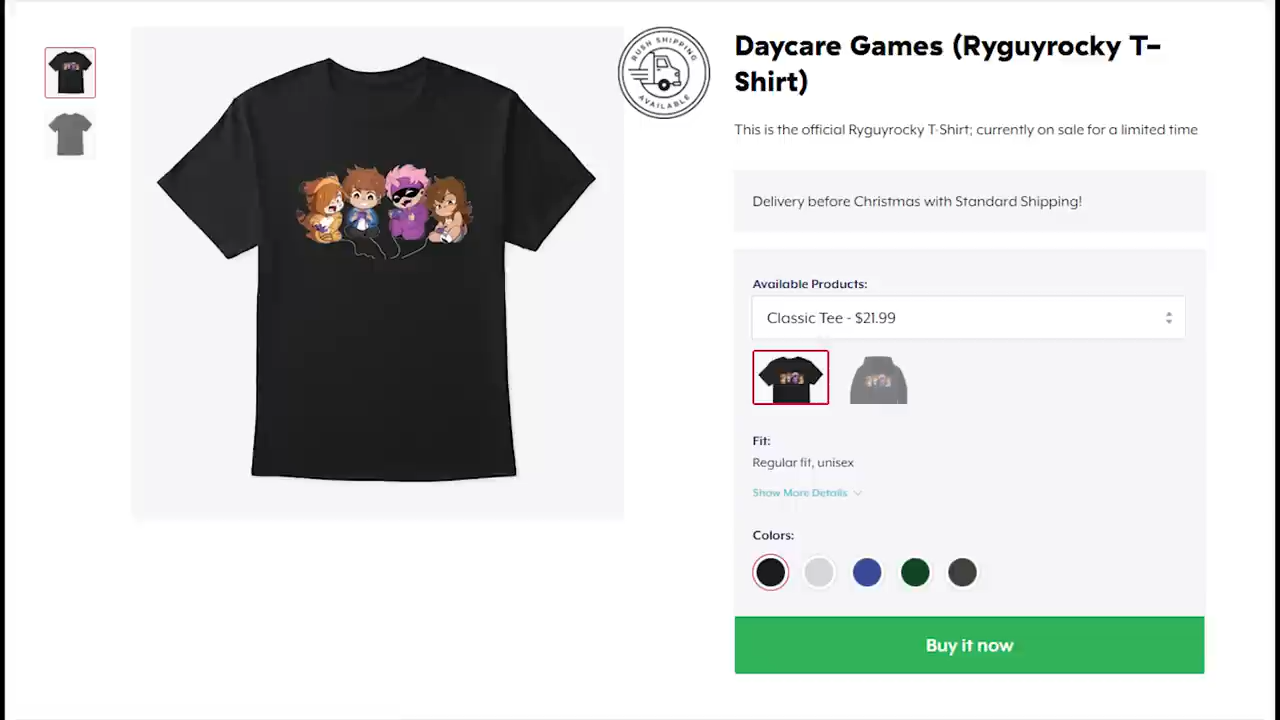 RUSH SHIPPING
AVAILABLE
Daycare Games (Ryguyrocky T-
Shirt)
This is the official Ryguyrocky T-Shirt; currently on sale for a limited time
Delivery before Christmas with Standard Shipping!
Available Products:
Classic Tee - $21.99
Fit:
Regular fit, unisex
Show More Details
Colors:
Buy it now